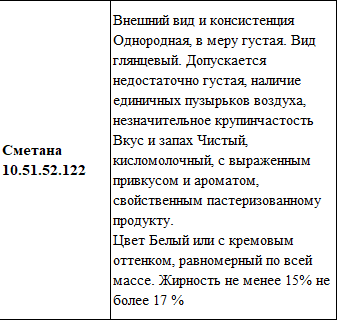 Сметана
10.51.52.122
Внешний вид и консистенция
Однородная, в меру густая. Вид
глянцевый. Допускается
недостаточно густая, наличие
единичных пузырьков воздуха,
незначительное крупинчастость
Вкус и запах Чистый,
кисломолочный, с выраженным
привкусом и ароматом,
свойственным пастеризованному
продукту.
Цвет Белый или с кремовым
оттенком, равномерный по всей
массе. Жирность не менее 15% не
более 17 %